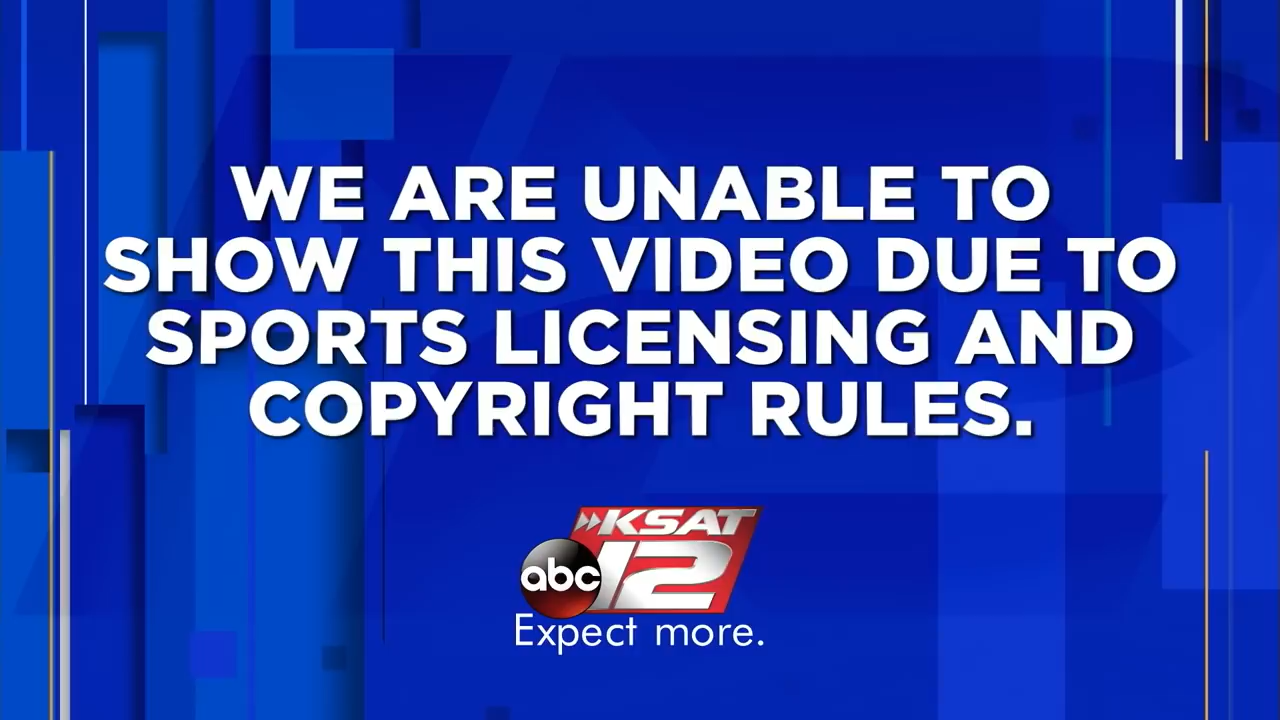 WE ARE UNABLE TO
SHOW THIS VIDEO DUE TO
SPORTS LICENSING AND
COPYRIGHT RULES.
KSAT
abc 12
Expect more.